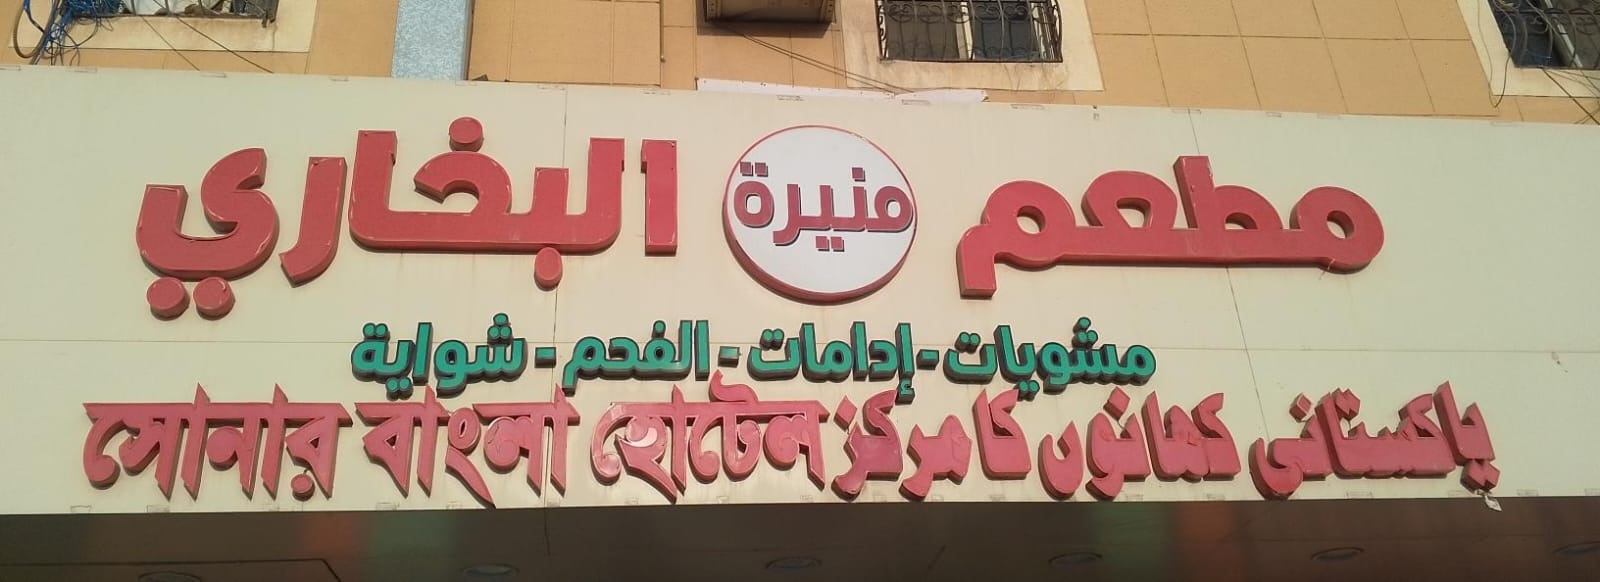 مطعم منيرة البخاري
مشويات - إدامات - الفحم - شواية
সোনার বাংলা হোটেল پاکستانی کھانوں کا مرکز